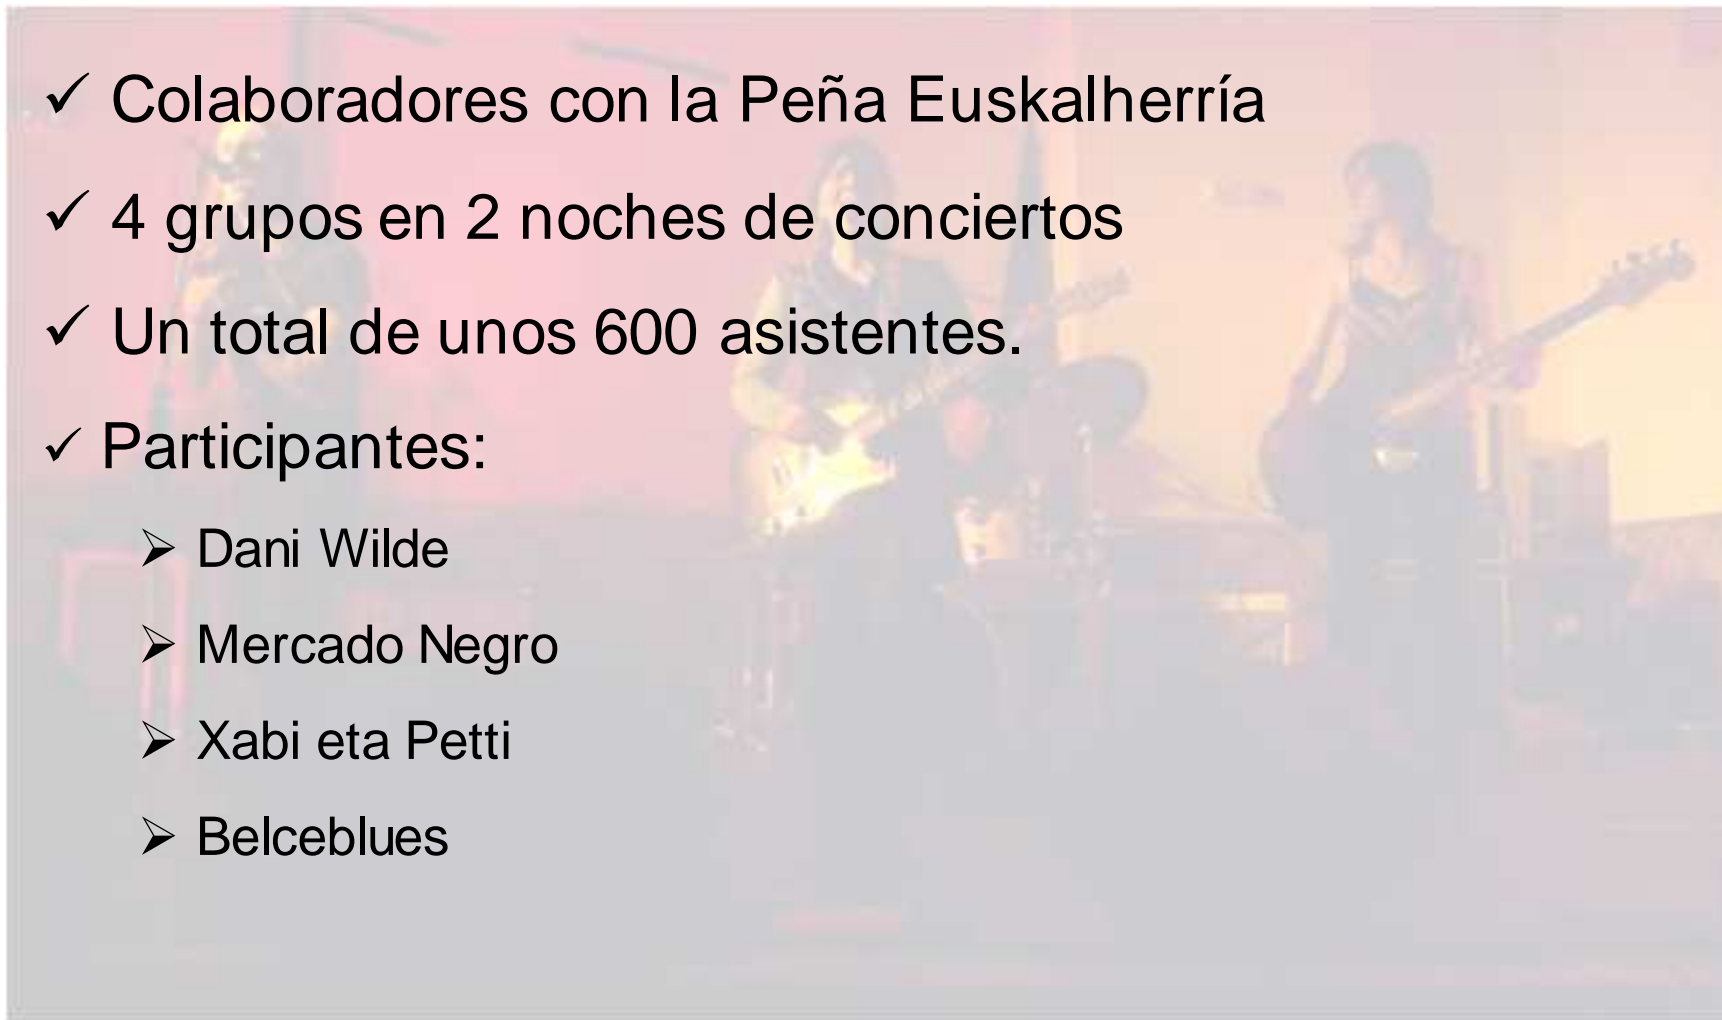 ✓ Colaboradores con la Peña Euskalherría
✓ 4 grupos en 2 noches de conciertos
✓ Un total de unos 600 asistentes.
✓ Participantes:
➢ Dani Wilde
➢ Mercado Negro
➢ Xabi eta Petti
➢ Belceblues